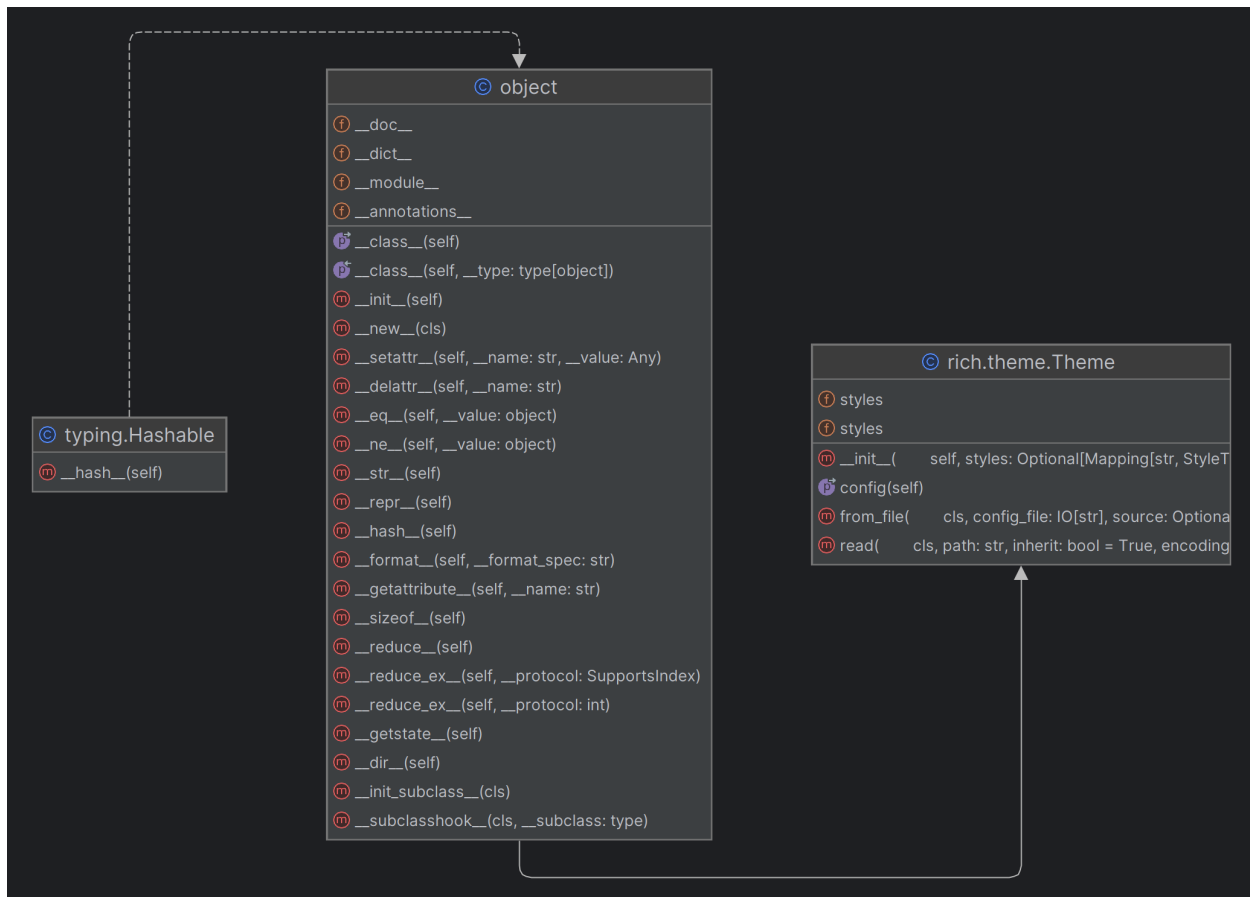 object
__doc__
__dict__
__module__
__annotations__
__class__(self)
__class__(self, __type: type[object])
__init__(self)
__new__(cls)
__setattr__(self, __name: str, __value: Any)
__delattr__(self, __name: str)
__eq__(self, __value: object)
__ne__(self, __value: object)
__str__(self)
__repr__(self)
__hash__(self)
__format__(self, __format_spec: str)
__getattribute__(self, __name: str)
__sizeof__(self)
__reduce__(self)
__reduce_ex__(self, __protocol: SupportsIndex)
__reduce_ex__(self, __protocol: int)
__getstate__(self)
__dir__(self)
__init_subclass__(cls)
__subclasshook__(cls, __subclass: type)
typing.Hashable
__hash__(self)
rich.theme.Theme
styles
styles
__init__( self, styles: Optional[Mapping[str, StyleT
config(self)
from_file( cls, config_file: IO[str], source: Optiona
read( cls, path: str, inherit: bool = True, encoding